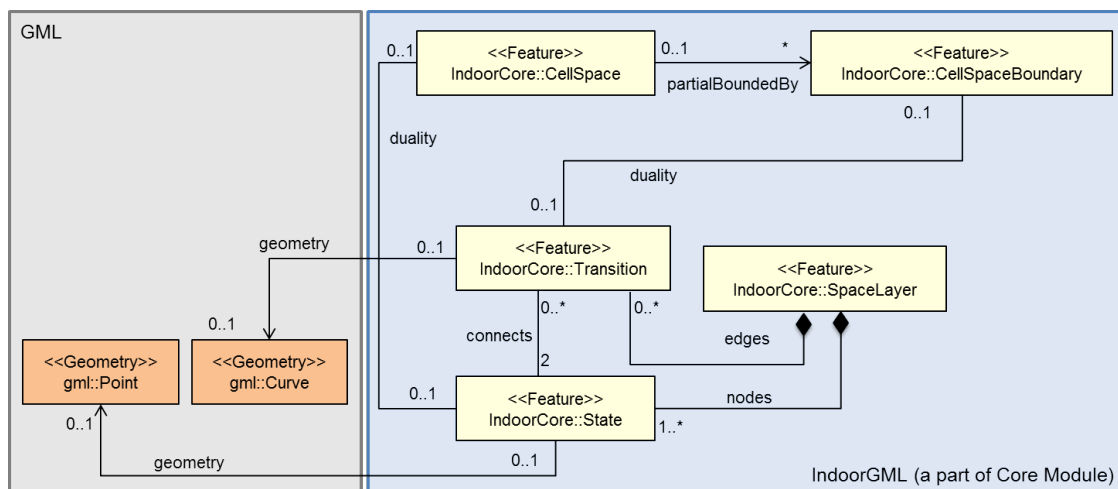 GML
0..1
<<Feature>>
IndoorCore::CellSpace
0..1
*
partialBoundedBy
<<Feature>>
IndoorCore::CellSpaceBoundary
0..1
duality
duality
0..1
geometry
0..1
<<Feature>>
IndoorCore::Transition
<<Feature>>
IndoorCore::SpaceLayer
0..*
0..*
0..1
connects
edges
<<Geometry>>
gml::Point
<<Geometry>>
gml::Curve
2
0..1
<<Feature>>
IndoorCore::State
nodes
0..1
1..*
geometry
0..1
IndoorGML (a part of Core Module)